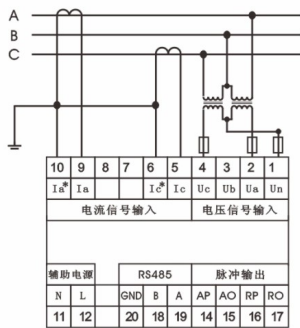 A
B
C
10 9 8 7 6 5 4 3 2 1
Ia* Ia Ic* Ic Uc Ub Ua Un
电流信号输入 电压信号输入
辅助电源 RS485 脉冲输出
N L GND B A AP AO RP RO
11 12 20 18 19 14 15 16 17